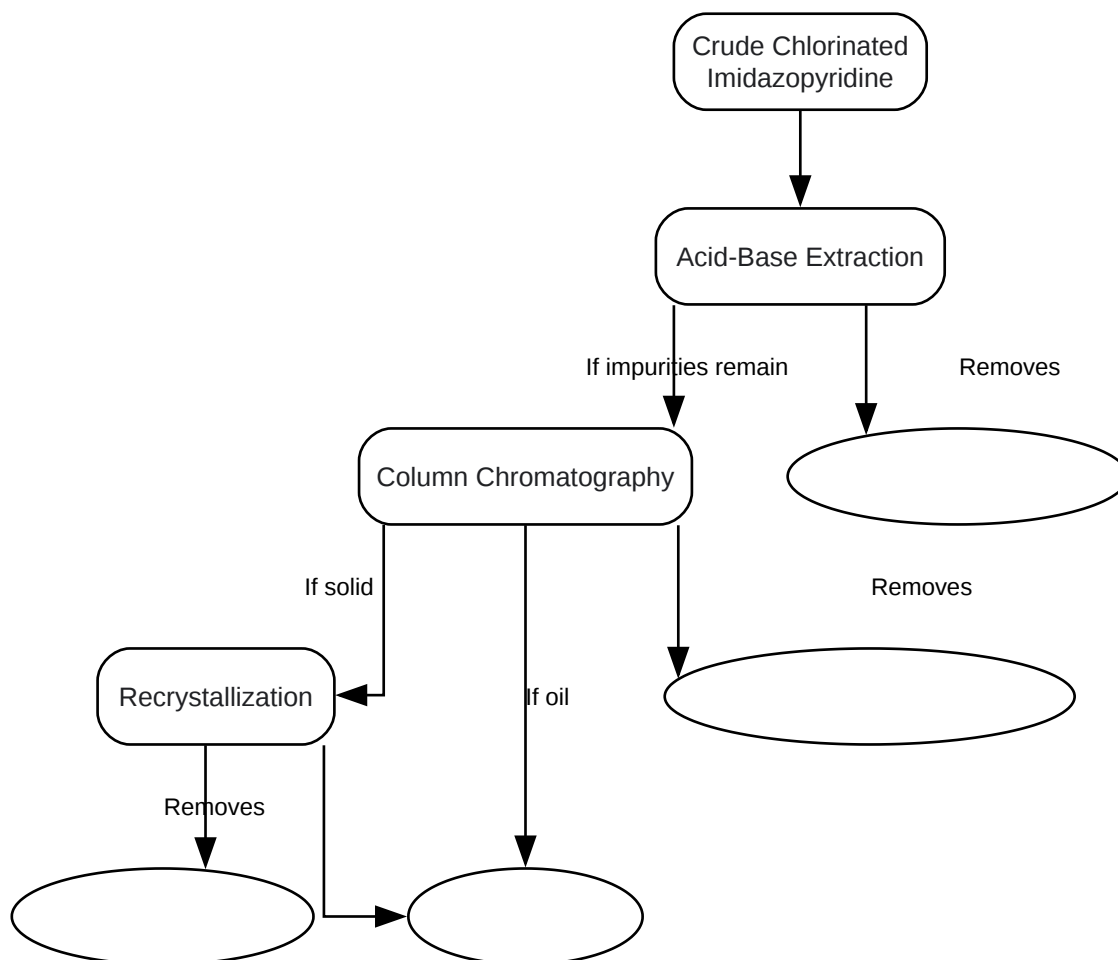 Crude Chlorinated
Imidazopyridine
Acid-Base Extraction
If impurities remain
Removes
Column Chromatography
If solid
Removes
Recrystallization
If oil
Removes